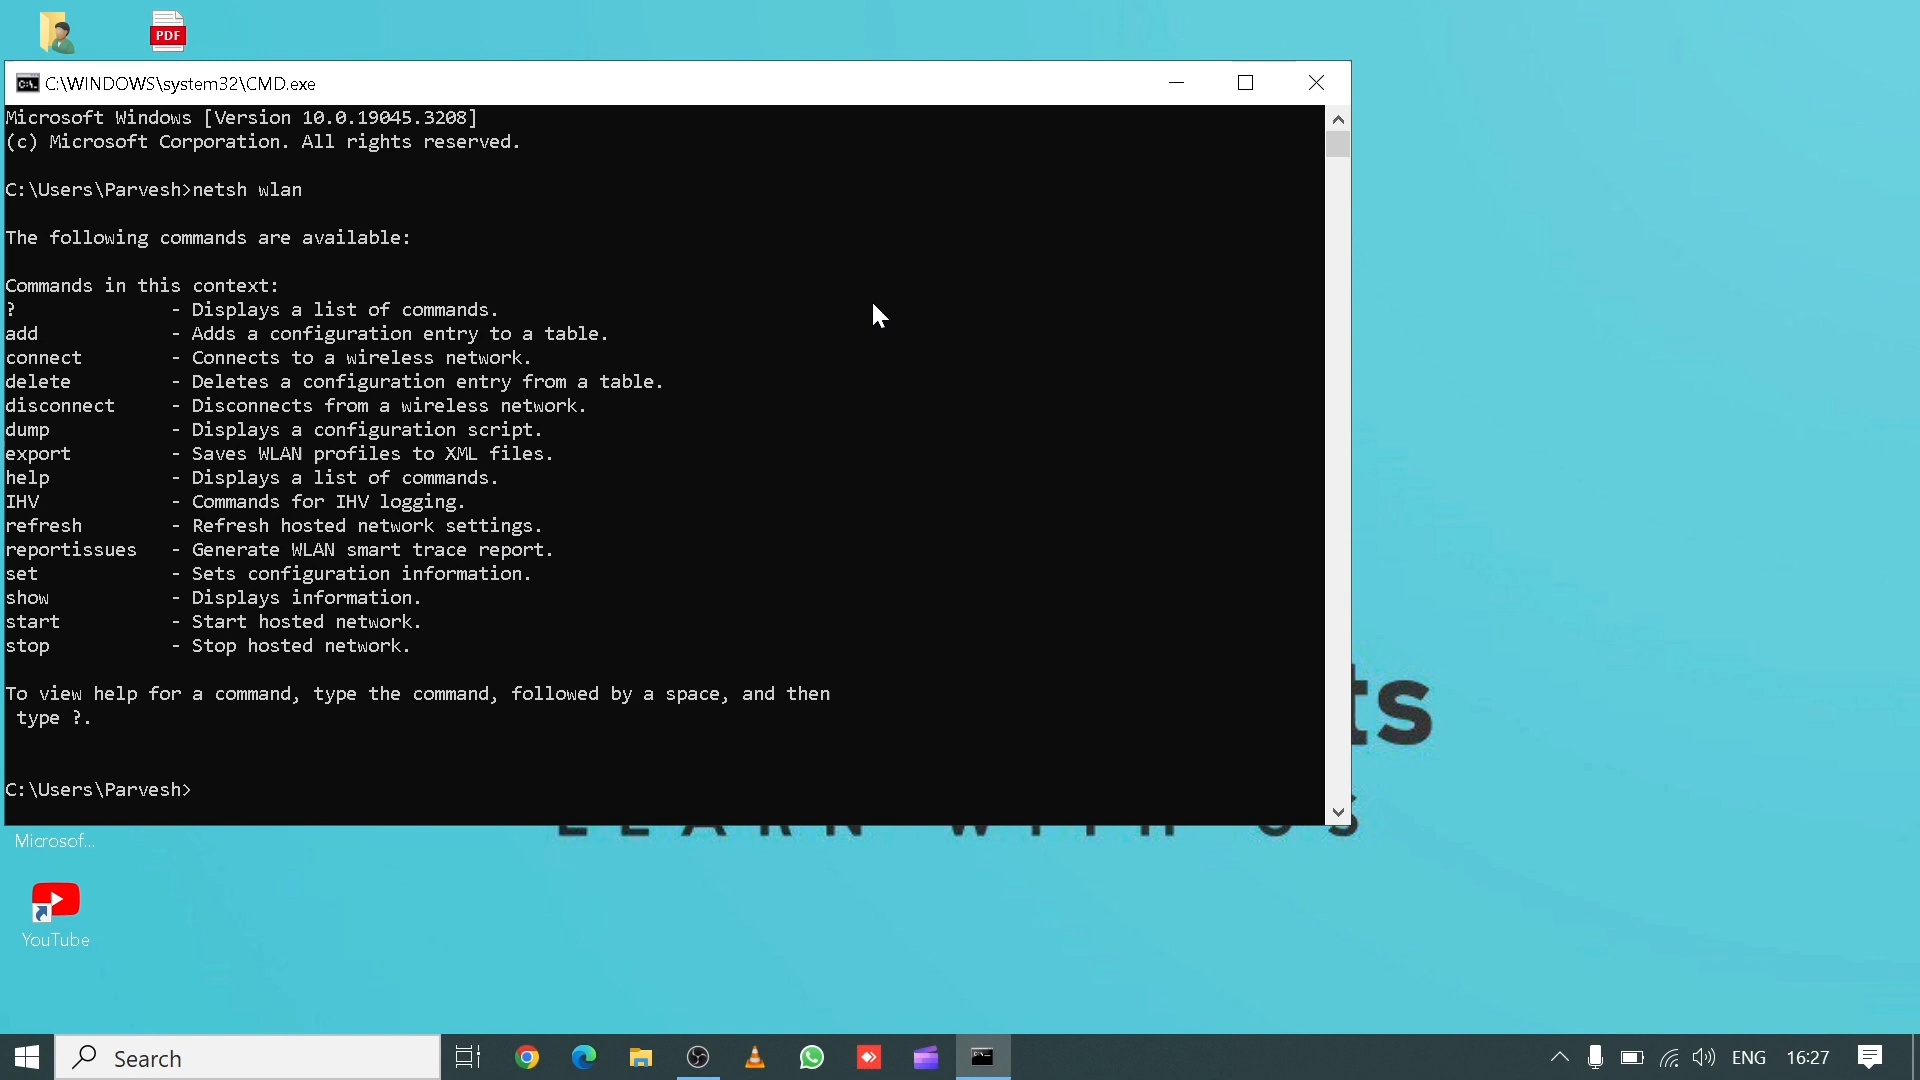 PDF
C:\WINDOWS\system32\CMD.exe
Microsoft Windows [Version 10.0.19045.3208]
(c) Microsoft Corporation. All rights reserved.
C:\Users\Parvesh>netsh wlan
The following commands are available:
Commands in this context:
? - Displays a list of commands.
add - Adds a configuration entry to a table.
connect - Connects to a wireless network.
delete - Deletes a configuration entry from a table.
disconnect - Disconnects from a wireless network.
dump - Displays a configuration script.
export - Saves WLAN profiles to XML files.
help - Displays a list of commands.
IHV - Commands for IHV logging.
refresh - Refresh hosted network settings.
reportissues - Generate WLAN smart trace report.
set - Sets configuration information.
show - Displays information.
start - Start hosted network.
stop - Stop hosted network.
To view help for a command, type the command, followed by a space, and then
type ?.
C:\Users\Parvesh>
ts
LEARN WITH US
Microsof...
YouTube
Search
ENG 16:27